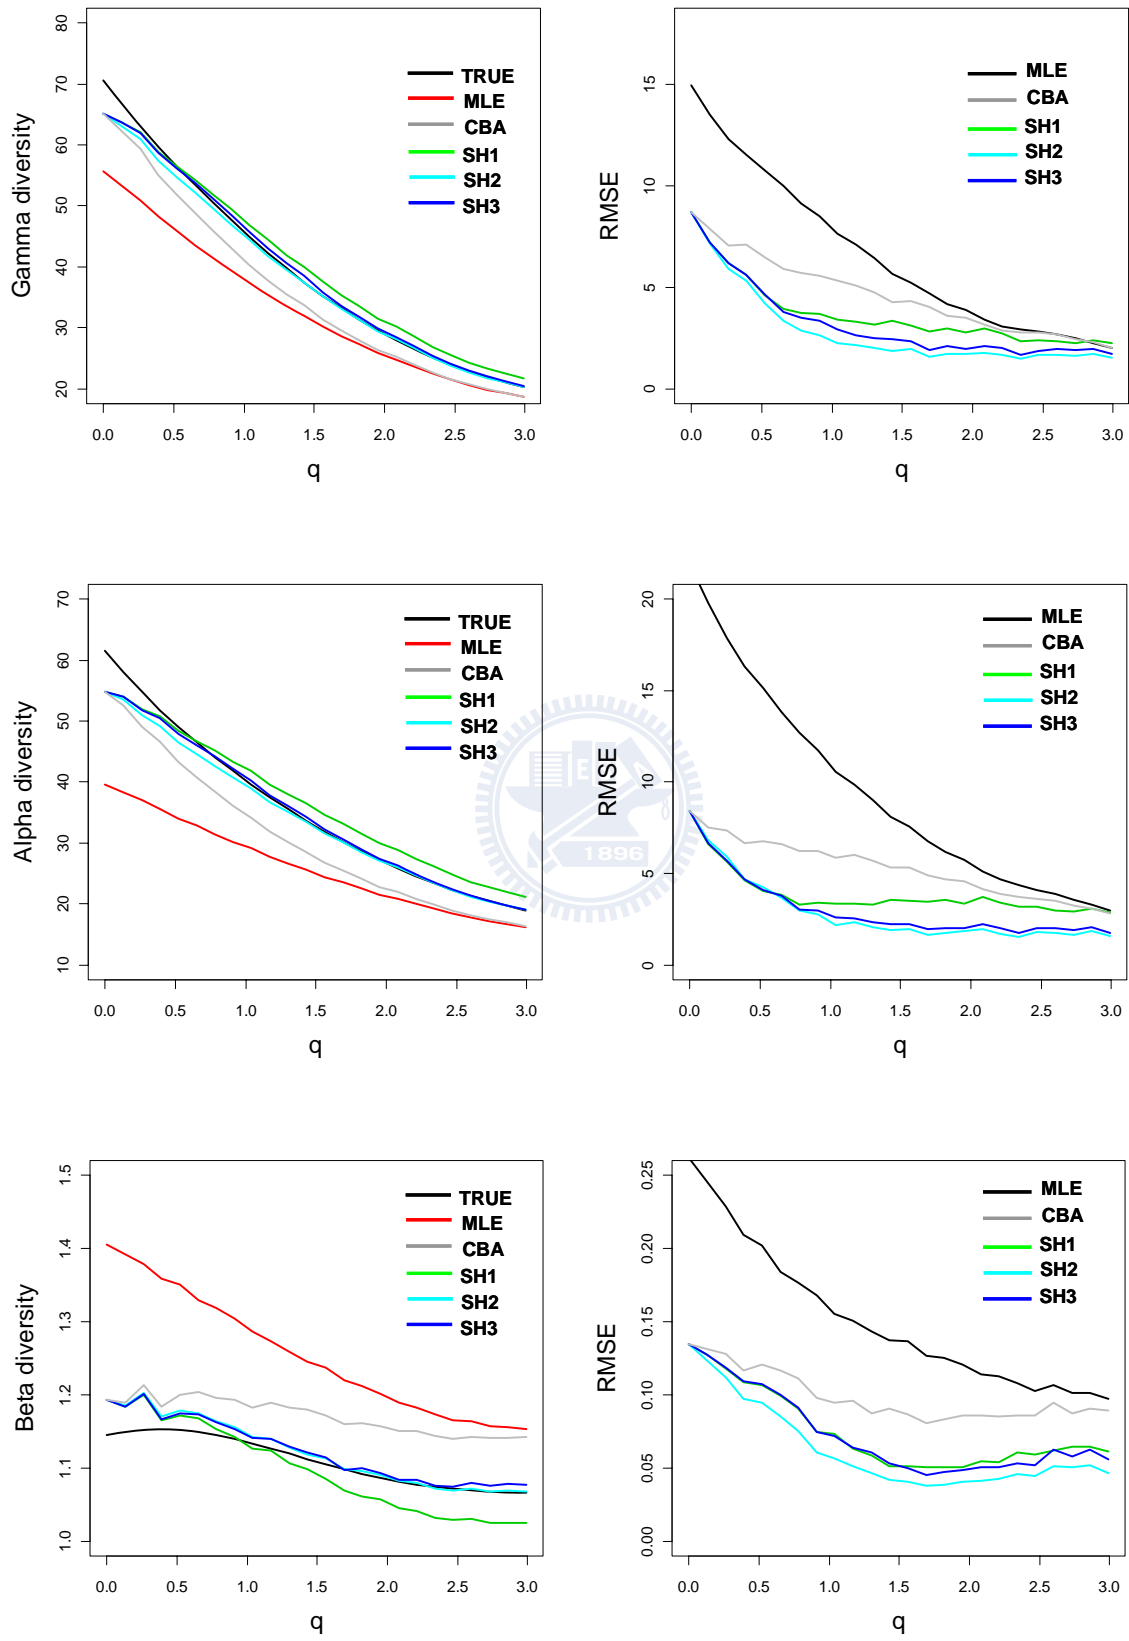 Gamma diversity
80
70
60
50
40
30
20
TRUE
MLE
CBA
SH1
SH2
SH3
0.0 0.5 1.0 1.5 2.0 2.5 3.0
q
RMSE
15
10
5
0
MLE
CBA
SH1
SH2
SH3
0.0 0.5 1.0 1.5 2.0 2.5 3.0
q
Alpha diversity
70
60
50
40
30
20
10
TRUE
MLE
CBA
SH1
SH2
SH3
0.0 0.5 1.0 1.5 2.0 2.5 3.0
q
RMSE
20
15
10
5
0
MLE
CBA
SH1
SH2
SH3
0.0 0.5 1.0 1.5 2.0 2.5 3.0
q
E
1896
Beta diversity
1.5
1.4
1.3
1.2
1.1
1.0
TRUE
MLE
CBA
SH1
SH2
SH3
0.0 0.5 1.0 1.5 2.0 2.5 3.0
q
RMSE
0.25
0.20
0.15
0.10
0.05
0.00
MLE
CBA
SH1
SH2
SH3
0.0 0.5 1.0 1.5 2.0 2.5 3.0
q